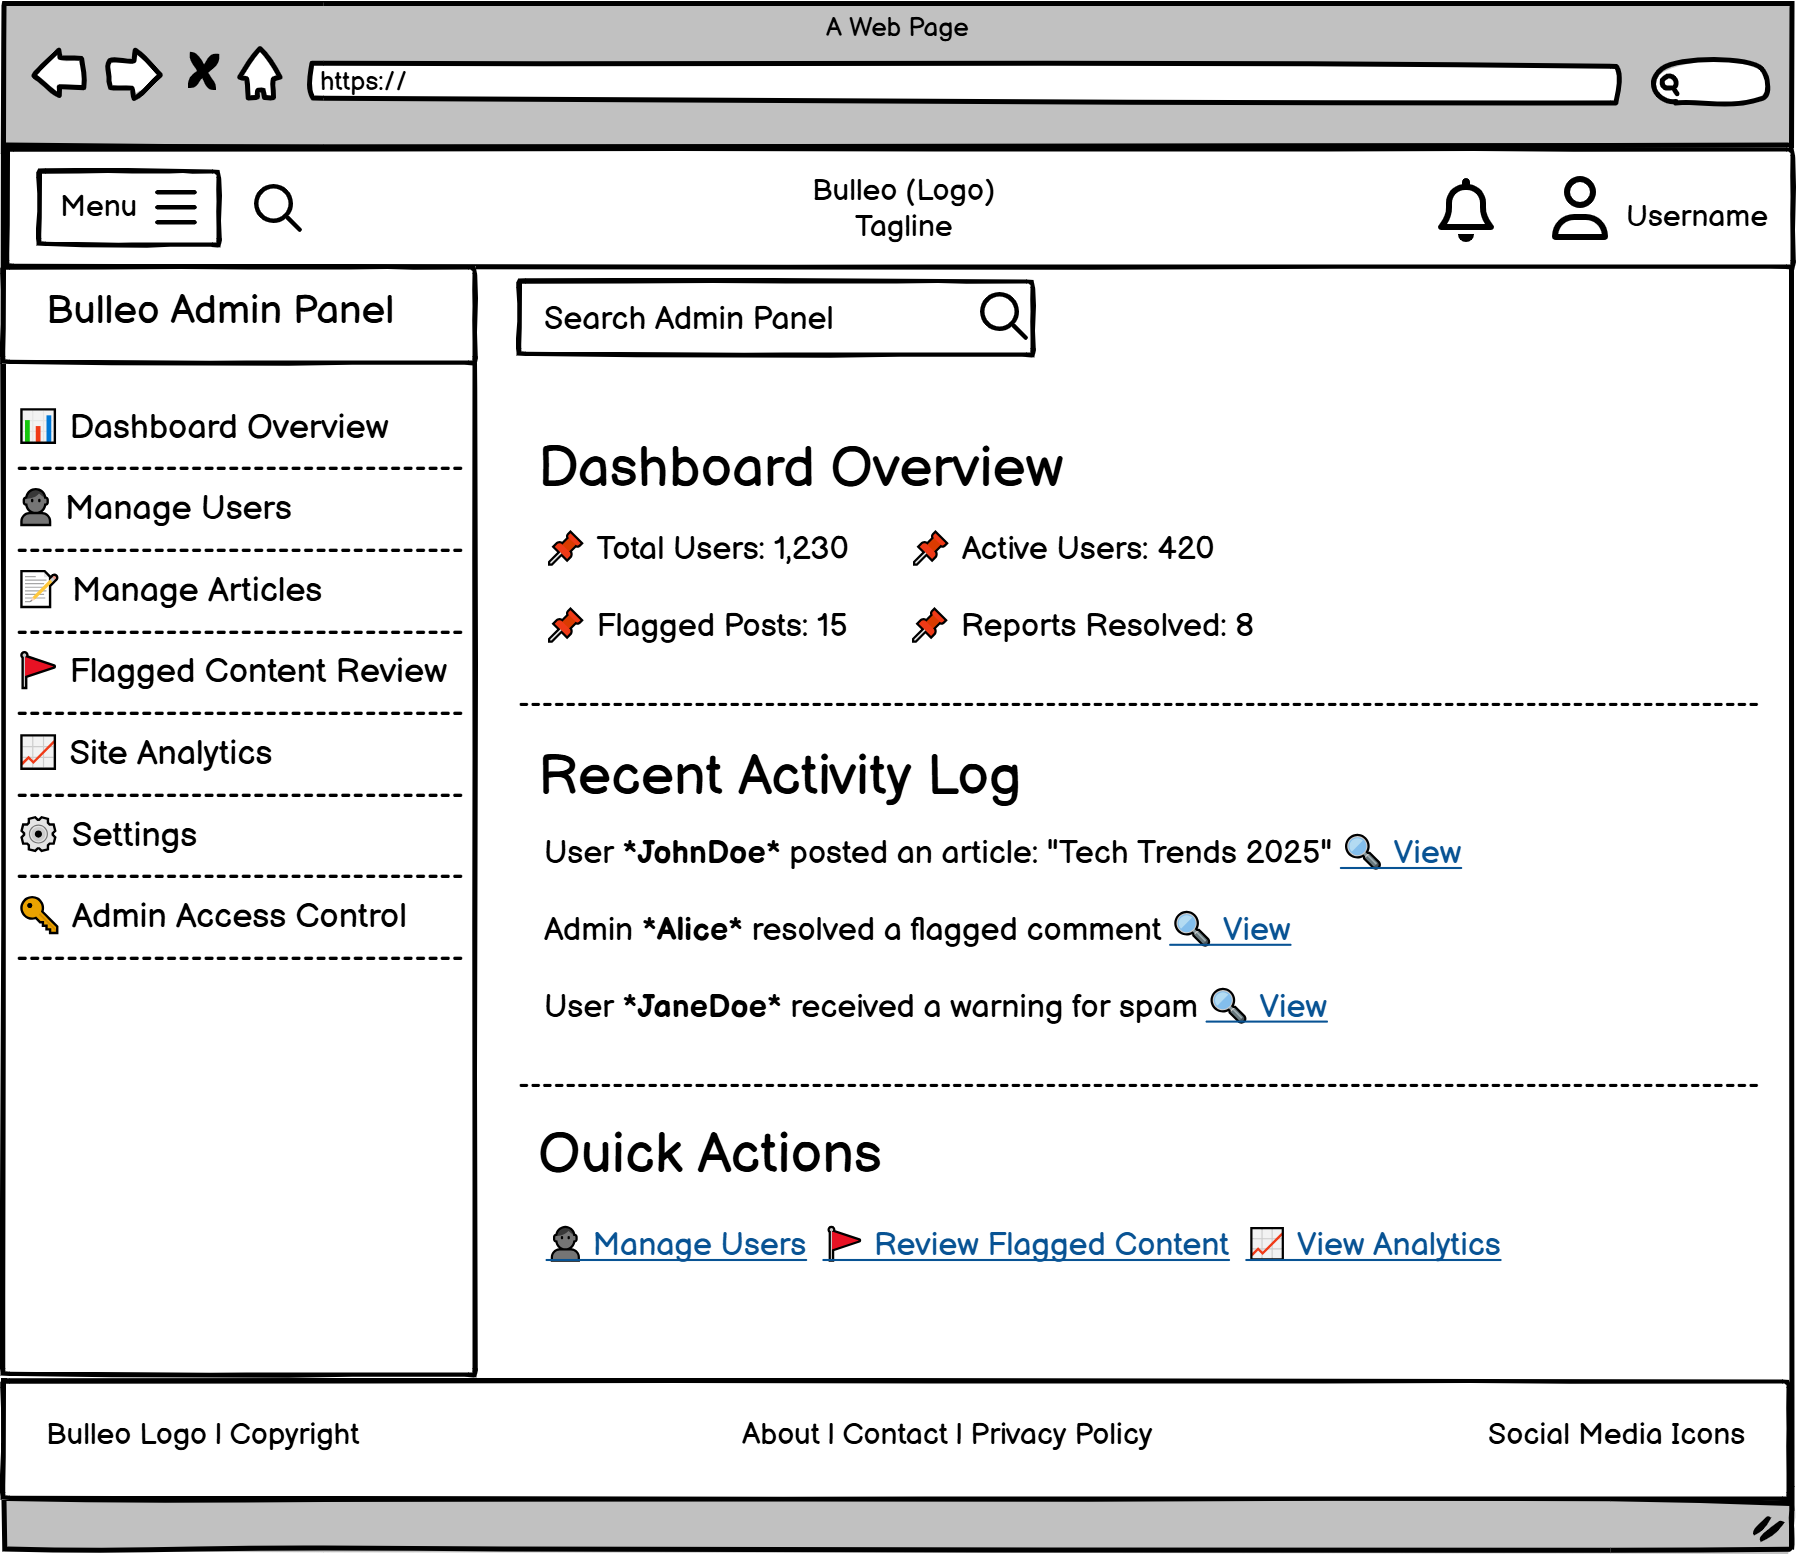 A Web Page
https://
Menu
Bulleo (Logo)
Tagline
Username
Bulleo Admin Panel
Search Admin Panel
Dashboard Overview
Manage Users
Manage Articles
Flagged Content Review
Site Analytics
Settings
Admin Access Control
Dashboard Overview
Total Users: 1,230
Active Users: 420
Flagged Posts: 15
Reports Resolved: 8
Recent Activity Log
User *JohnDoe* posted an article: "Tech Trends 2025" View
Admin *Alice* resolved a flagged comment View
User *JaneDoe* received a warning for spam View
Quick Actions
Manage Users Review Flagged Content View Analytics
Bulleo Logo | Copyright
About | Contact | Privacy Policy
Social Media Icons